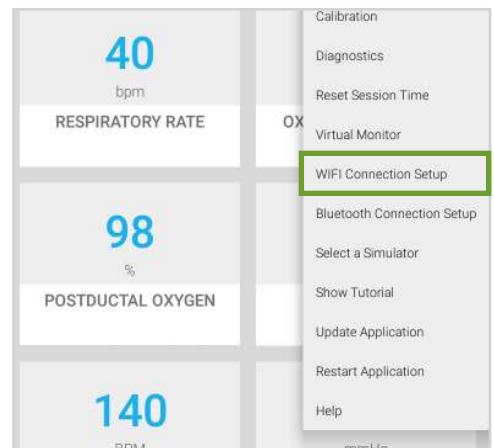 40
bpm
RESPIRATORY RATE
OX
98
%
POSTDUCTAL OXYGEN
140
BPM
mmHg
Calibration
Diagnostics
Reset Session Time
Virtual Monitor
WIFI Connection Setup
Bluetooth Connection Setup
Select a Simulator
Show Tutorial
Update Application
Restart Application
Help